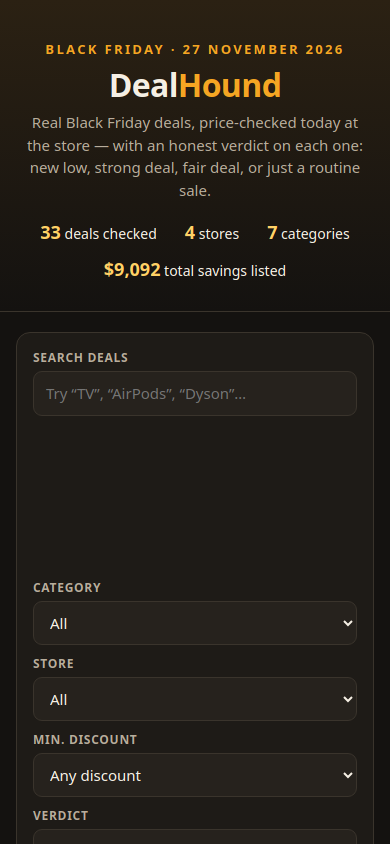 BLACK FRIDAY · 27 NOVEMBER 2026
DealHound
Real Black Friday deals, price-checked today at
the store — with an honest verdict on each one:
new low, strong deal, fair deal, or just a routine
sale.
33 deals checked 4 stores 7 categories
$9,092 total savings listed
SEARCH DEALS
Try “TV”, “AirPods”, “Dyson”…
CATEGORY
All
STORE
All
MIN. DISCOUNT
Any discount
VERDICT